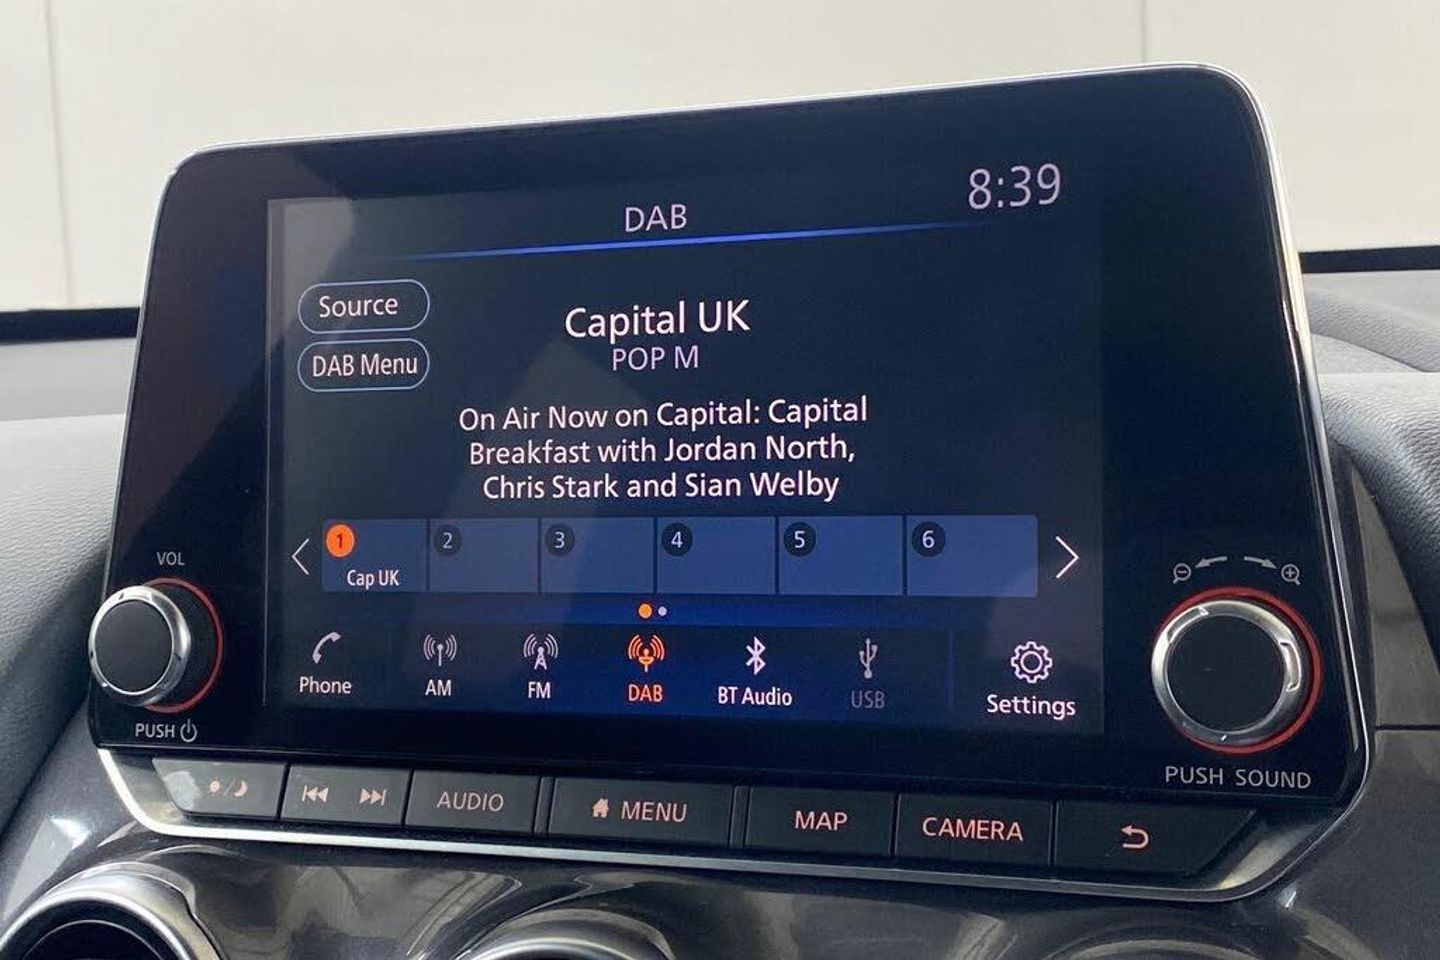 8:39
DAB
Source
Capital UK
POP M
DAB Menu
On Air Now on Capital: Capital
Breakfast with Jordan North,
Chris Stark and Sian Welby
1 2 3 4 5 6
Cap UK
VOL
Phone AM FM DAB BT Audio USB Settings
PUSH
PUSH SOUND
AUDIO MENU MAP CAMERA